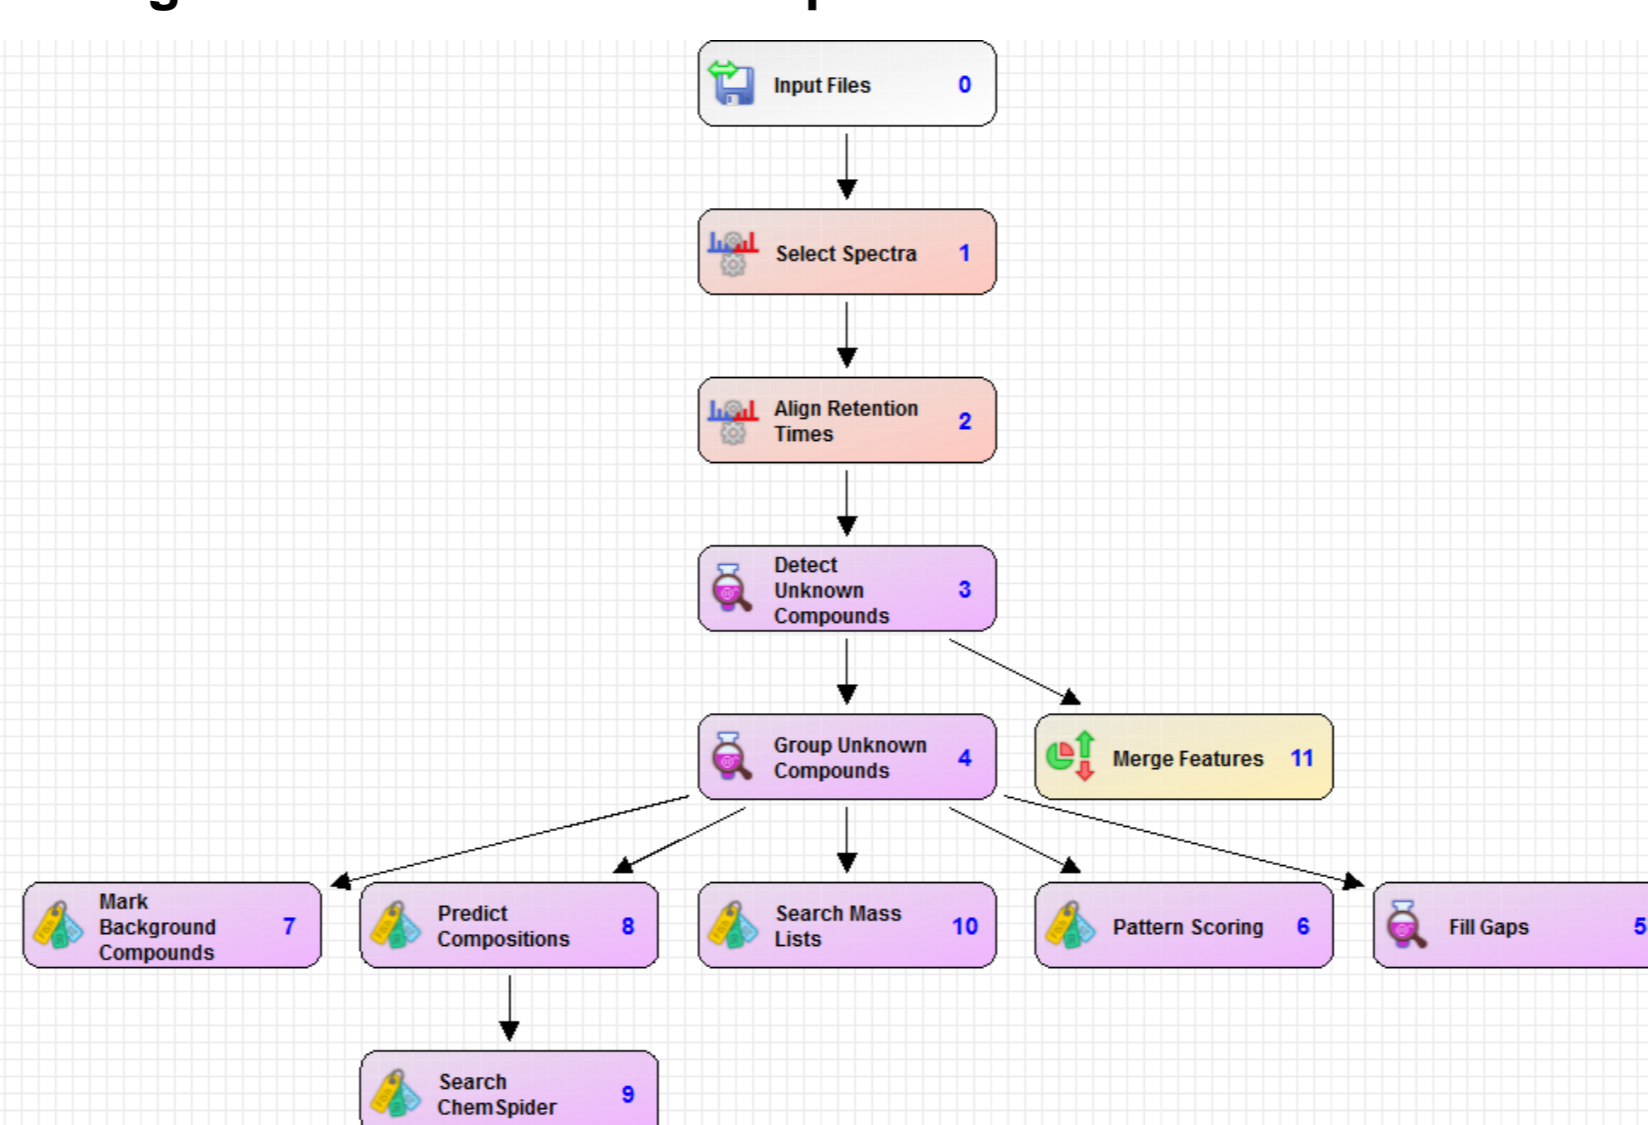 Input Files 0
Select Spectra 1
Align Retention
Times 2
Detect
Unknown 3
Compounds
Group Unknown
Compounds 4
Merge Features 11
Mark
Background 7
Compounds
Predict
Compositions 8
Search Mass
Lists 10
Pattern Scoring 6
Fill Gaps 5
Search
ChemSpider 9